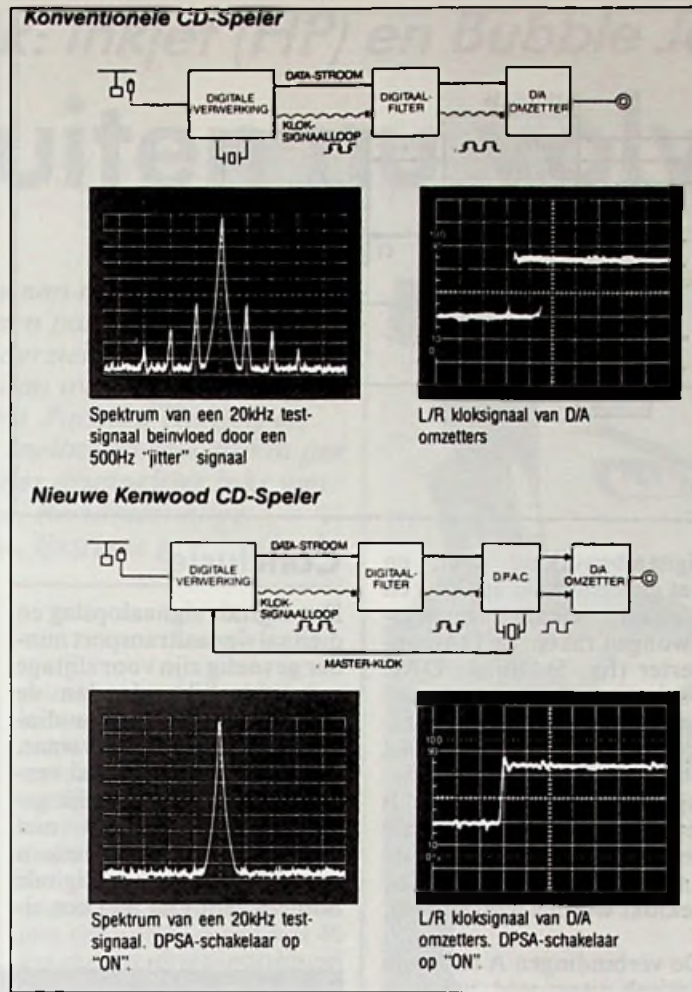 Konventionele CD-Speler
DATA-STROOM
DIGITALE
VERWERKING
KLOK-
SIGNAALLOOP
DIGITAAL-
FILTER
D/A
OMZETTER
Spektrum van een 20kHz test-
signaal beinvloed door een
500Hz "jitter" signaal
L/R kloksignaal van D/A
omzetters
Nieuwe Kenwood CD-Speler
DATA-STROOM
DIGITALE
VERWERKING
KLOK-
SIGNAALLOOP
DIGITAAL-
FILTER
D.P.A.C.
D/A
OMZETTER
MASTER-KLOK
100
90
10
Spektrum van een 20kHz test-
signaal. DPSA-schakelaar op
"ON".
L/R kloksignaal van D/A
omzetters. DPSA-schakelaar
op "ON".